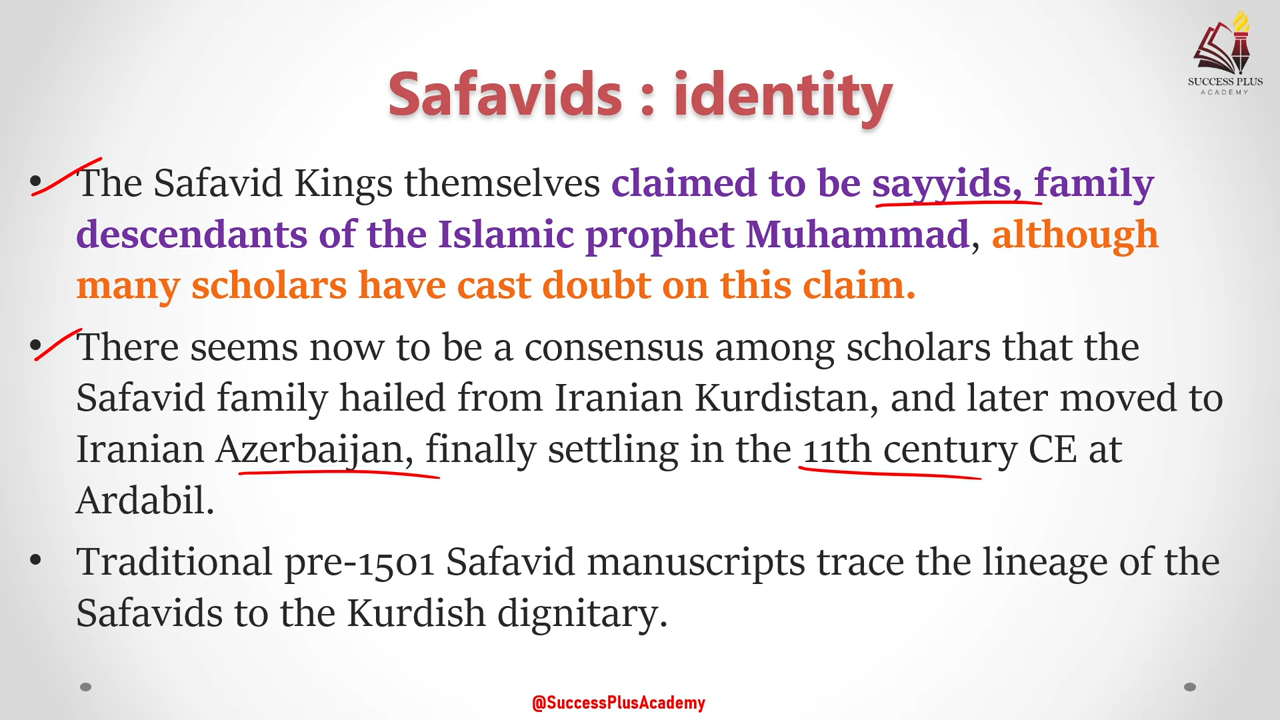 SUCCESS PLUS
ACADEMY
Safavids : identity
• The Safavid Kings themselves claimed to be sayyids, family
descendants of the Islamic prophet Muhammad, although
many scholars have cast doubt on this claim.
• There seems now to be a consensus among scholars that the
Safavid family hailed from Iranian Kurdistan, and later moved to
Iranian Azerbaijan, finally settling in the 11th century CE at
Ardabil.
• Traditional pre-1501 Safavid manuscripts trace the lineage of the
Safavids to the Kurdish dignitary.
@SuccessPlusAcademy